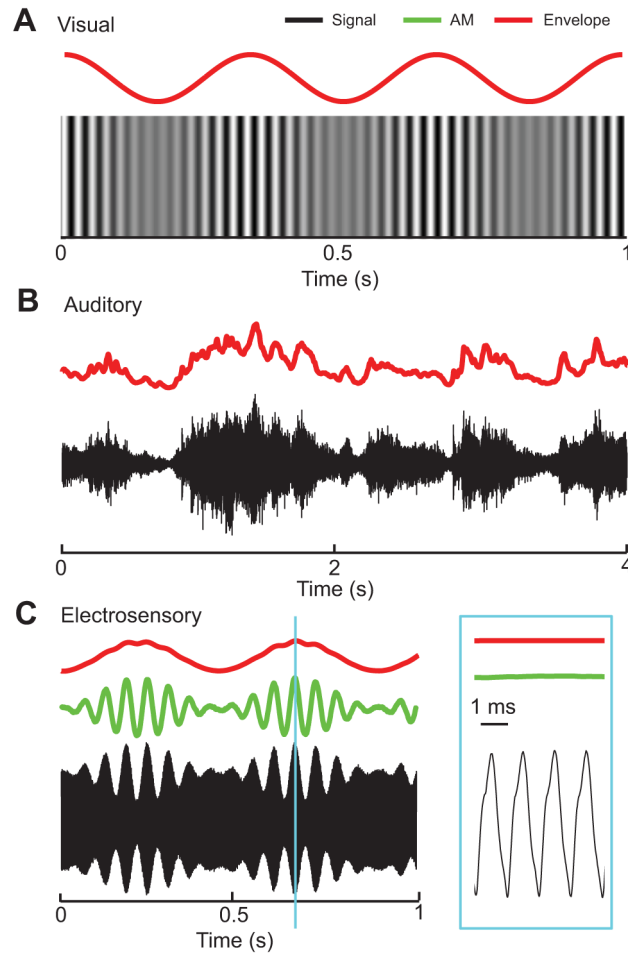 A Visual
Signal AM Envelope
0 0.5 1
Time (s)
B Auditory
0 2 4
Time (s)
C Electrosensory
1 ms
0 0.5 1
Time (s)